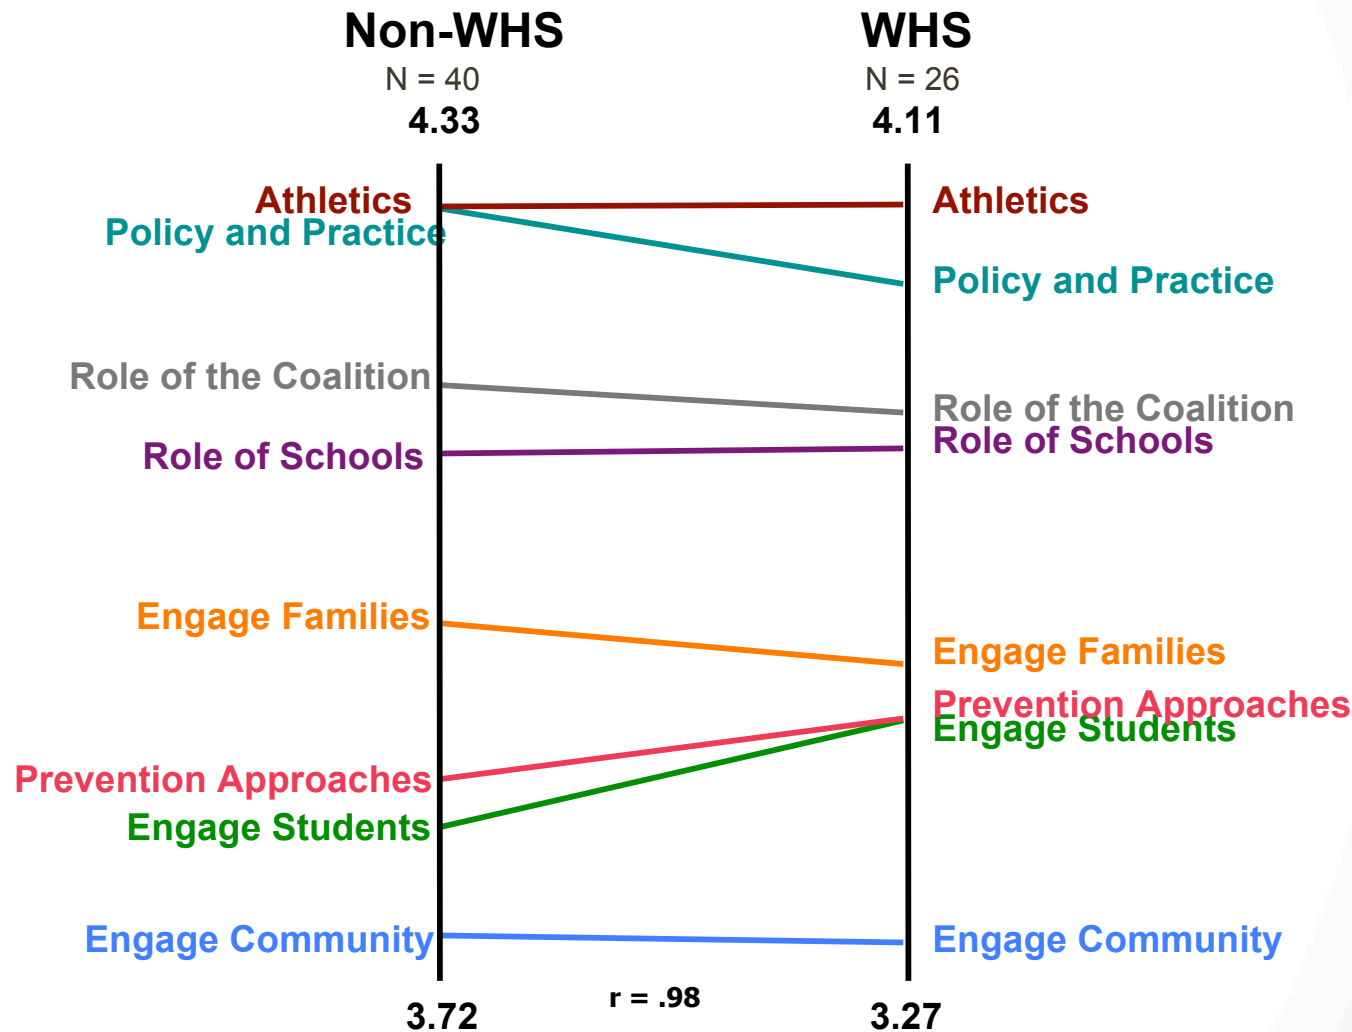 Non-WHS
N = 40
4.33
WHS
N = 26
4.11
Athletics
Policy and Practice
Role of the Coalition
Role of Schools
Engage Families
Prevention Approaches
Engage Students
Engage Community
3.72
Athletics
Policy and Practice
Role of the Coalition
Role of Schools
Engage Families
Prevention Approaches
Engage Students
Engage Community
3.27
r = .98